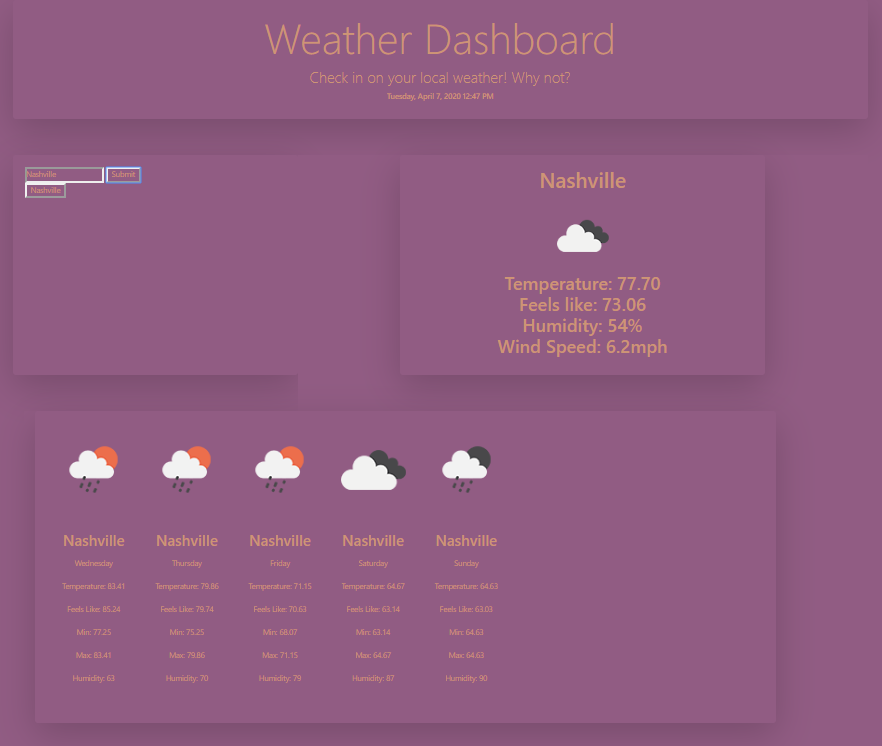 Weather Dashboard
Check in on your local weather! Why not?
Tuesday, April 7, 2020 12:47 PM
Nashville Submit
Nashville
Nashville
Temperature: 77.70
Feels like: 73.06
Humidity: 54%
Wind Speed: 6.2mph
Nashville Nashville Nashville Nashville Nashville
Wednesday Thursday Friday Saturday Sunday
Temperature: 83.41 Temperature: 79.86 Temperature: 71.15 Temperature: 64.67 Temperature: 64.63
Feels Like: 85.24 Feels Like: 79.74 Feels Like: 70.63 Feels Like: 63.14 Feels Like: 63.03
Min: 77.25 Min: 75.25 Min: 68.07 Min: 63.14 Min: 64.63
Max: 83.41 Max: 79.86 Max: 71.15 Max: 64.67 Max: 64.63
Humidity: 63 Humidity: 70 Humidity: 79 Humidity: 87 Humidity: 90